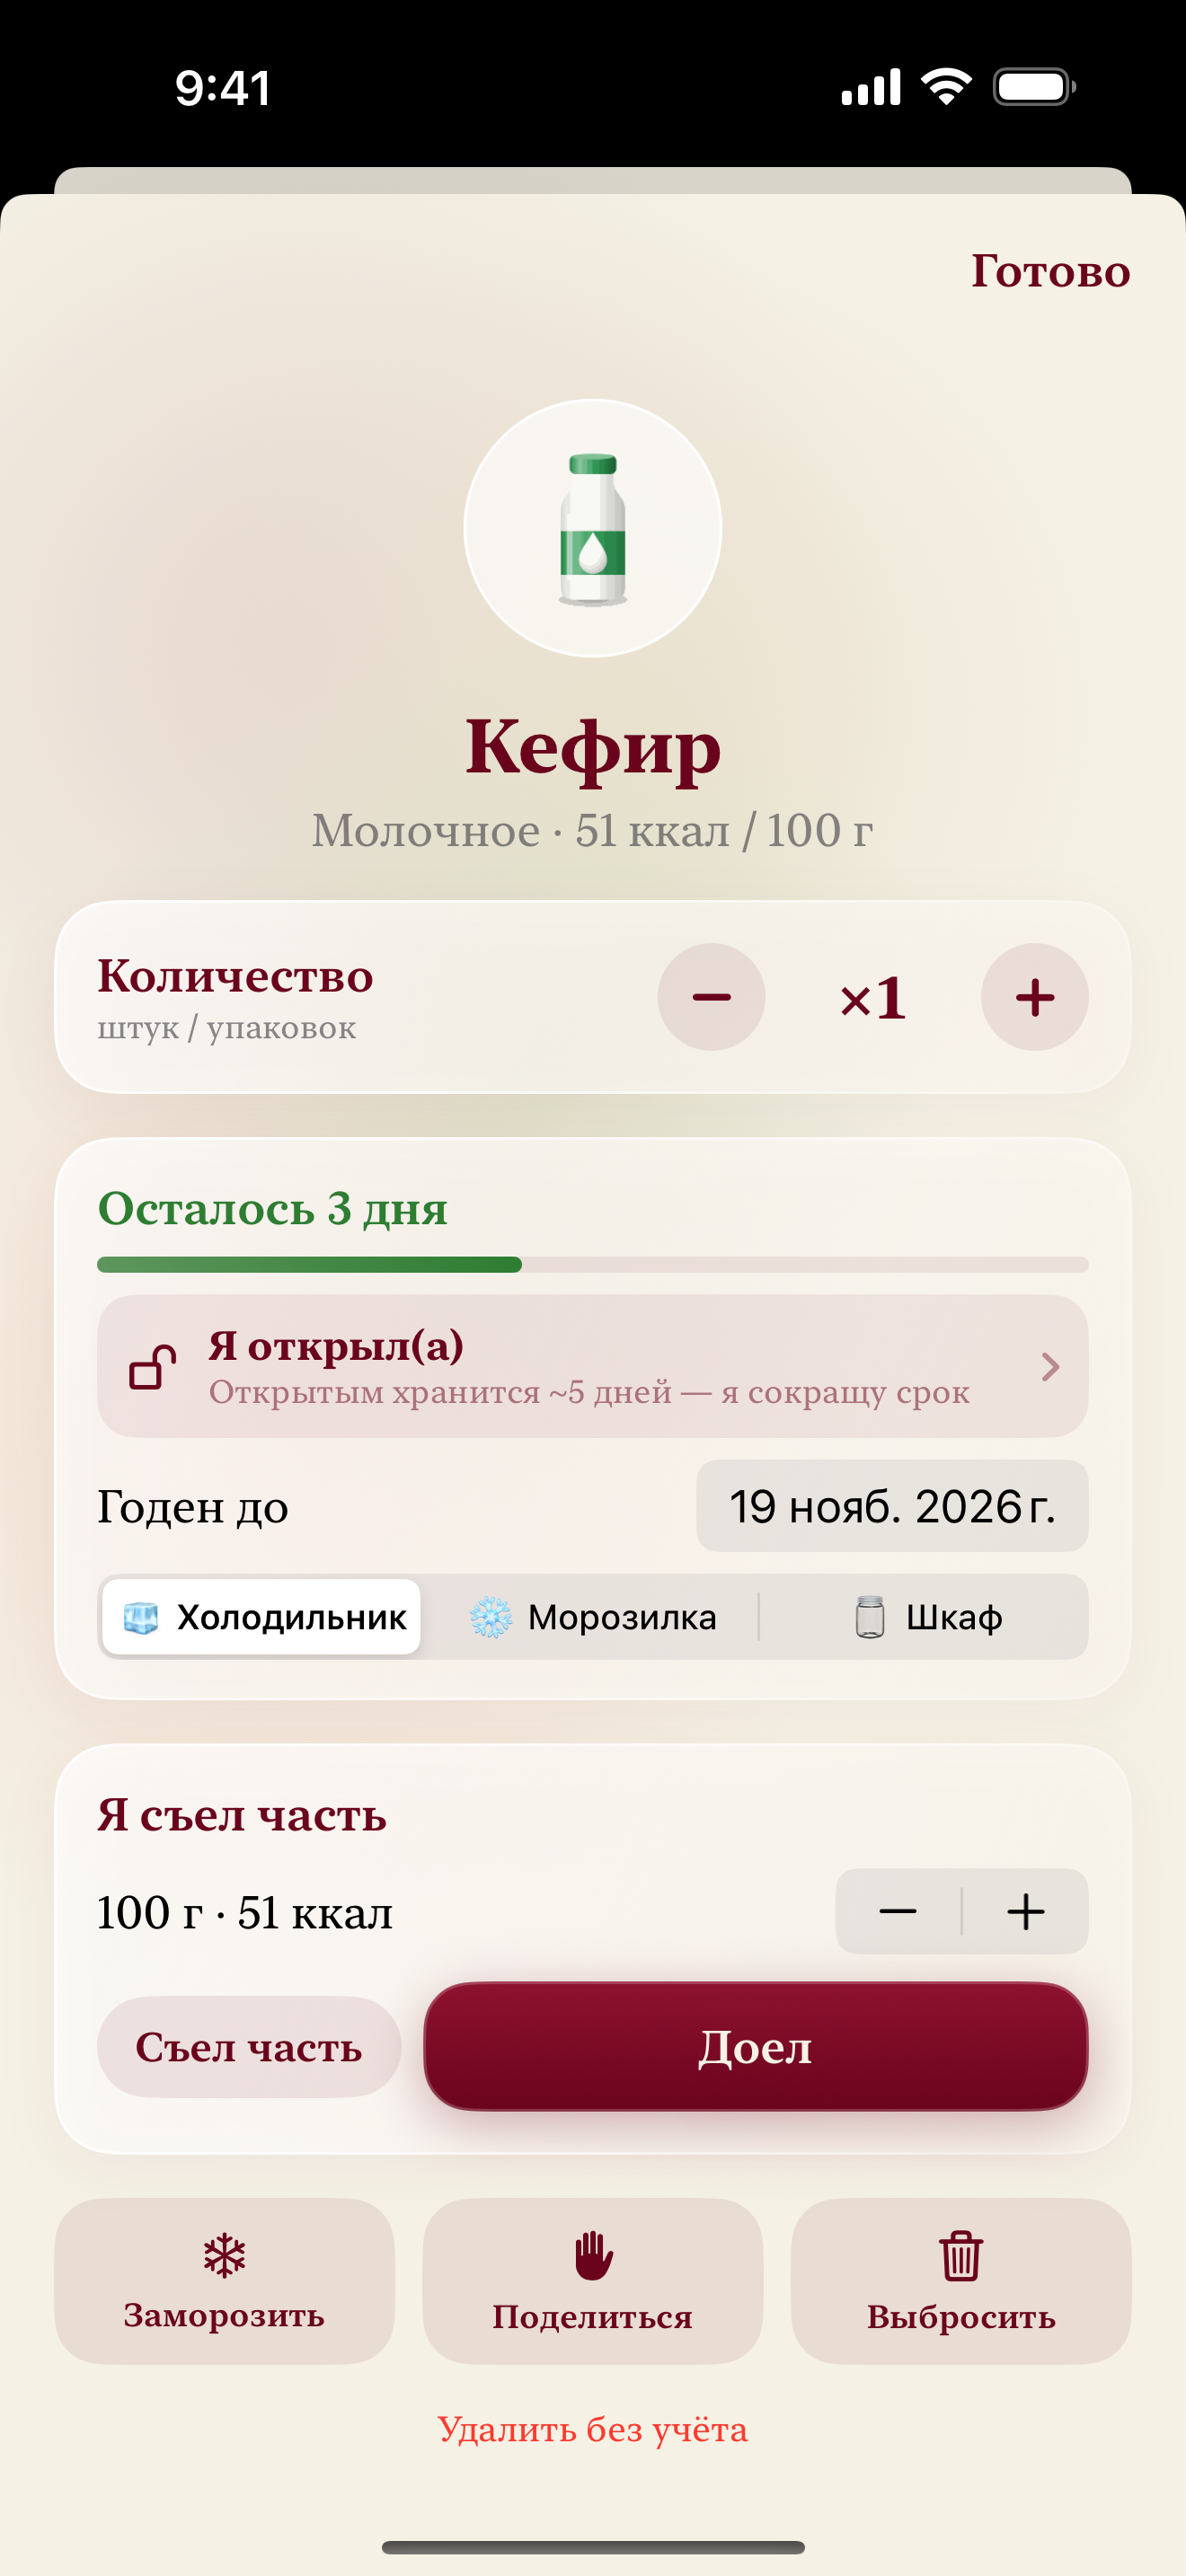 9:41
Готово
Кефир
Молочное · 51 ккал / 100 г
Количество
штук / упаковок
×1
Осталось 3 дня
Я открыл(а)
Открытым хранится ~5 дней — я сокращу срок
Годен до
19 нояб. 2026 г.
Холодильник
Морозилка
Шкаф
Я съел часть
100 г · 51 ккал
Съел часть
Доел
Заморозить
Поделиться
Выбросить
Удалить без учёта